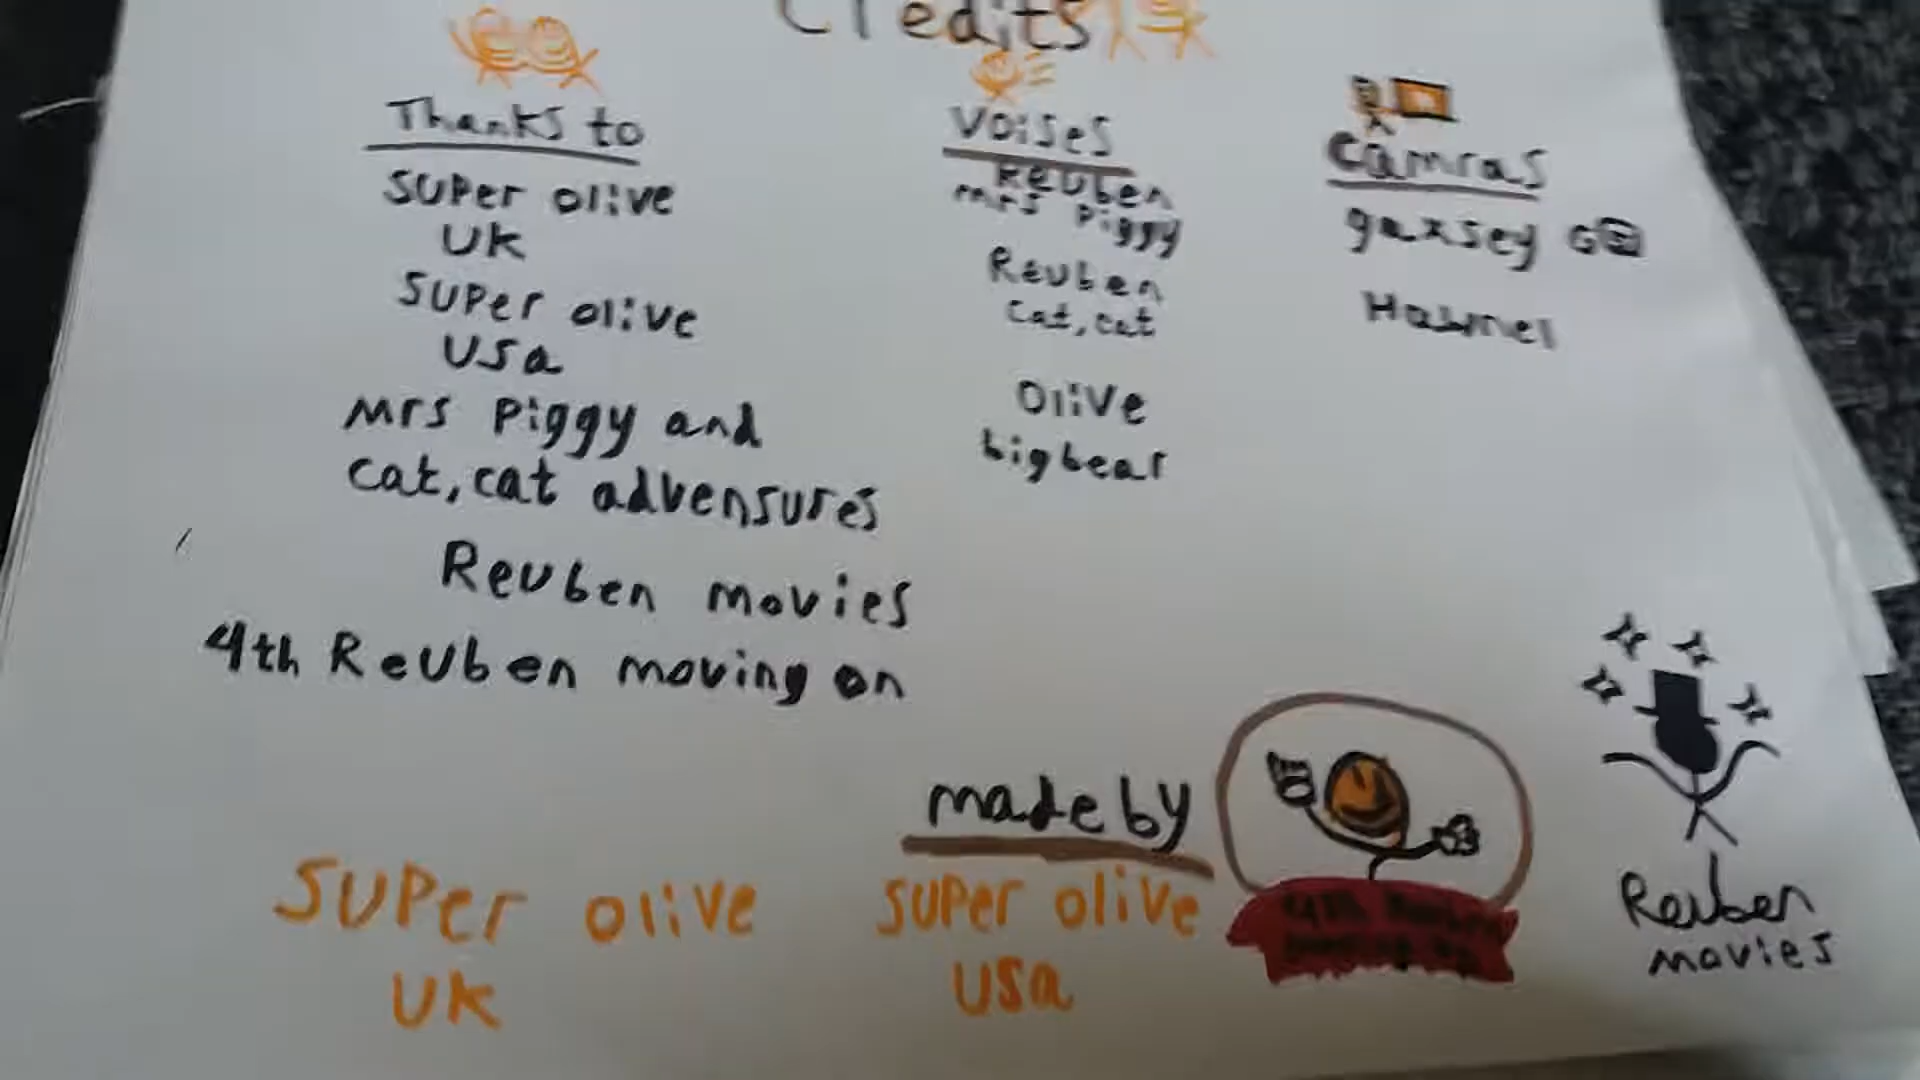 Credits
Thanks to
super olive
UK
super olive
usa
mrs piggy and
cat, cat advensures
Reuben movies
4th Reuben moving on
voises
Reuben
mrs piggy
Reuben
cat, cat
Olive
big bear
camras
gaxsey
made by
super olive
UK
super olive
usa
Reuben
movies